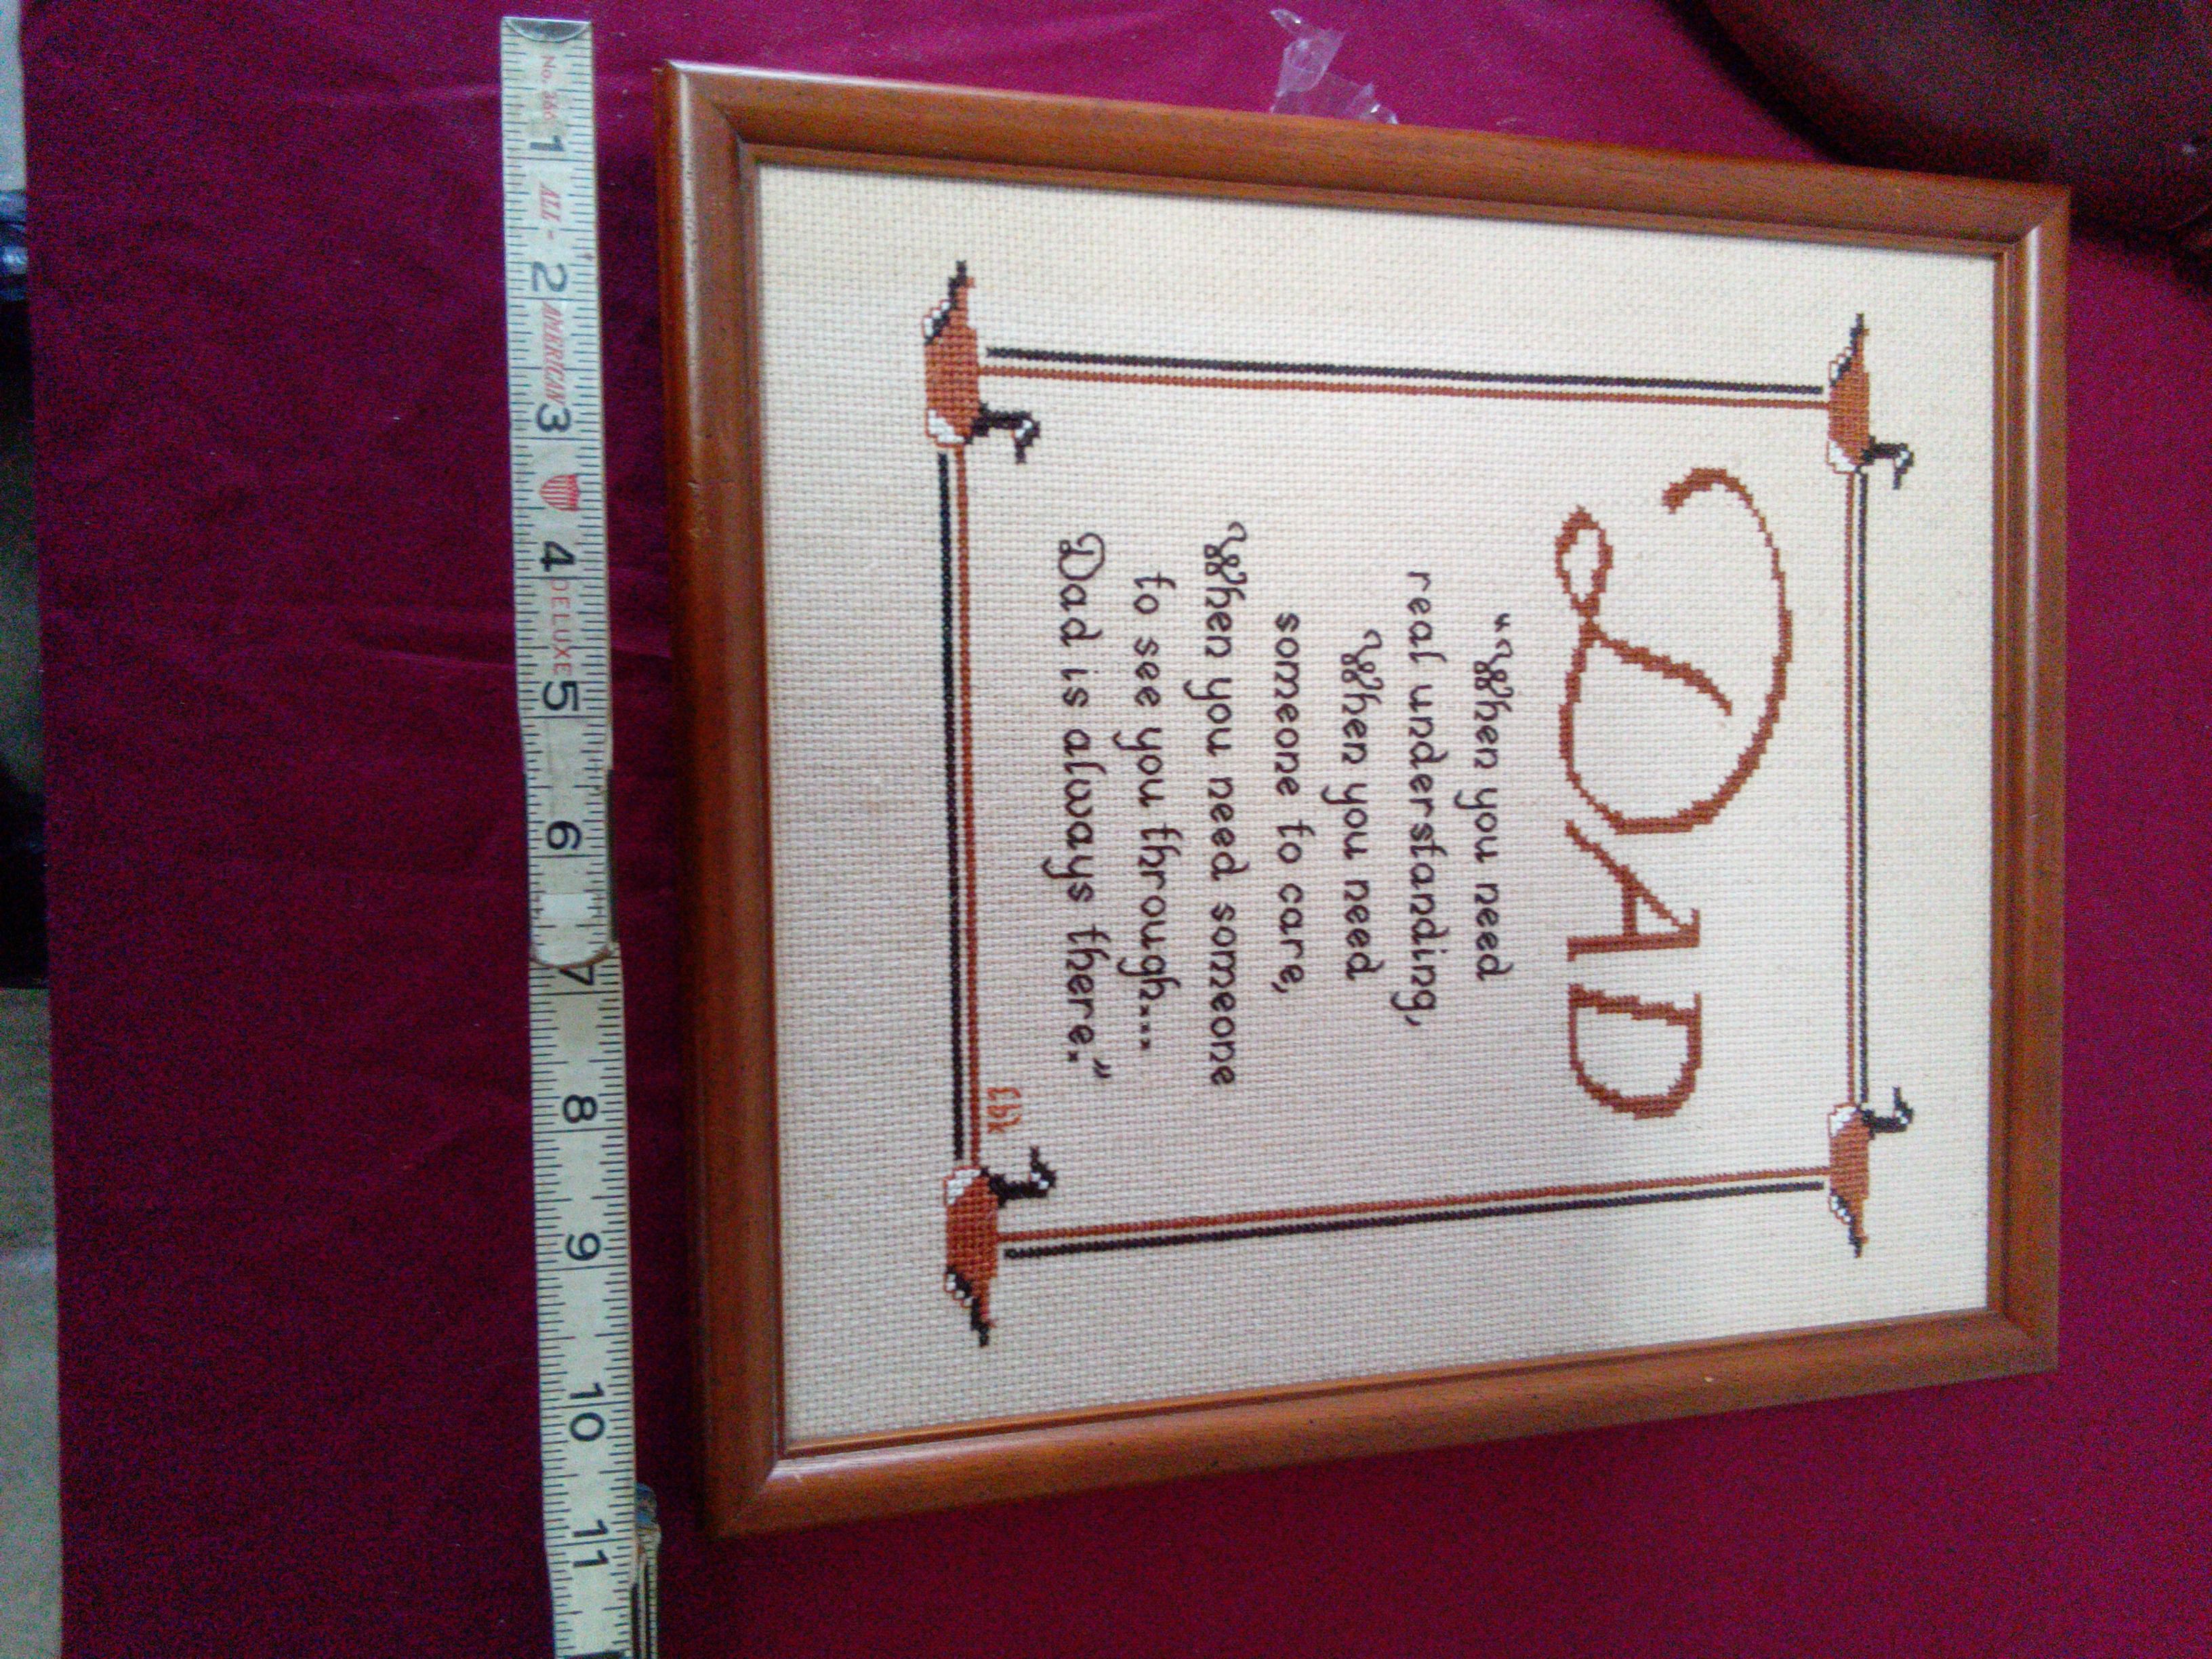 DAD
"When you need
real understanding,
When you need
someone to care,
When you need someone
to see you through...
Dad is always there."
No. 366 1 ALL - 2 AMERICAN 3 4 DELUXE 5 6 7 8 9 10 11